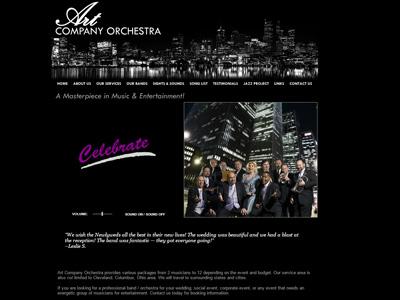 Art
COMPANY ORCHESTRA
HOME ABOUT US OUR SERVICES OUR BANDS SIGHTS & SOUNDS SONG LIST TESTIMONIALS JAZZ PROJECT LINKS CONTACT US
A Masterpiece in Music & Entertainment!
Celebrate
VOLUME: SOUND ON / SOUND OFF
"We wish the Newlyweds all the best in their new lives! The wedding was beautiful and we had a blast at
the reception! The band was fantastic — they got everyone going!"
-Leslie S.
Art Company Orchestra provides various packages from 2 musicians to 12 depending on the event and budget. Our service area is
also not limited to Cleveland, Columbus, Ohio area. We will travel to surrounding states and cities.
If you are looking for a professional band / orchestra for your wedding, social event, corporate event, or any event that needs an
energetic group of musicians for entertainment. Contact us today for booking information.